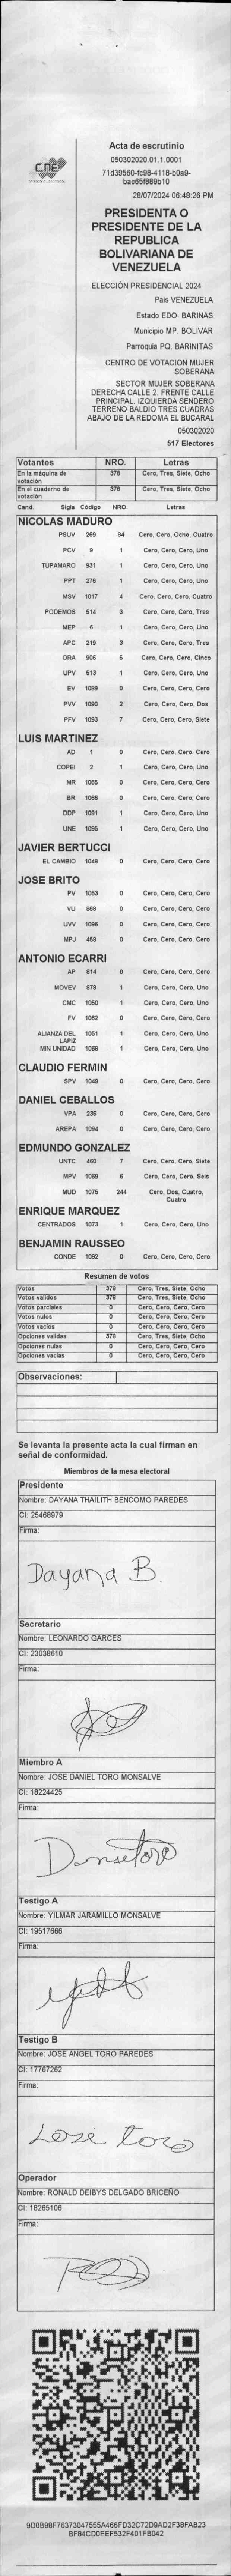 CNE
Acta de escrutinio
050302020.01.1.0001
71d39560-fc98-4118-b0a9-
bac65f889b10
28/07/2024 06:48:26 PM
PRESIDENTA O
PRESIDENTE DE LA
REPUBLICA
BOLIVARIANA DE
VENEZUELA
ELECCIÓN PRESIDENCIAL 2024
Pais VENEZUELA
Estado EDO. BARINAS
Municipio MP. BOLIVAR
Parroquia PQ. BARINITAS
CENTRO DE VOTACION MUJER
SOBERANA
SECTOR MUJER SOBERANA
DERECHA CALLE 2. FRENTE CALLE
PRINCIPAL. IZQUIERDA SENDERO
TERRENO BALDIO TRES CUADRAS
ABAJO DE LA REDOMA EL BUCARAL
050302020
517 Electores
Votantes NRO. Letras
En la máquina de votación 378 Cero, Tres, Siete, Ocho
En el cuaderno de votación 378 Cero, Tres, Siete, Ocho
Cand. Sigla Código NRO. Letras
NICOLAS MADURO
PSUV 269 84 Cero, Cero, Ocho, Cuatro
PCV 9 1 Cero, Cero, Cero, Uno
TUPAMARO 931 1 Cero, Cero, Cero, Uno
PPT 276 1 Cero, Cero, Cero, Uno
MSV 1017 4 Cero, Cero, Cero, Cuatro
PODEMOS 514 3 Cero, Cero, Cero, Tres
MEP 6 1 Cero, Cero, Cero, Uno
APC 219 3 Cero, Cero, Cero, Tres
ORA 906 5 Cero, Cero, Cero, Cinco
UPV 513 1 Cero, Cero, Cero, Uno
EV 1099 0 Cero, Cero, Cero, Cero
PVV 1090 2 Cero, Cero, Cero, Dos
PFV 1093 7 Cero, Cero, Cero, Siete
LUIS MARTINEZ
AD 1 0 Cero, Cero, Cero, Cero
COPEI 2 1 Cero, Cero, Cero, Uno
MR 1065 0 Cero, Cero, Cero, Cero
BR 1066 0 Cero, Cero, Cero, Cero
DDP 1091 1 Cero, Cero, Cero, Uno
UNE 1095 1 Cero, Cero, Cero, Uno
JAVIER BERTUCCI
EL CAMBIO 1048 0 Cero, Cero, Cero, Cero
JOSE BRITO
PV 1053 0 Cero, Cero, Cero, Cero
VU 868 0 Cero, Cero, Cero, Cero
UVV 1096 0 Cero, Cero, Cero, Cero
MPJ 458 0 Cero, Cero, Cero, Cero
ANTONIO ECARRI
AP 814 0 Cero, Cero, Cero, Cero
MOVEV 878 1 Cero, Cero, Cero, Uno
CMC 1050 1 Cero, Cero, Cero, Uno
FV 1062 0 Cero, Cero, Cero, Cero
ALIANZA DEL LAPIZ 1051 1 Cero, Cero, Cero, Uno
MIN UNIDAD 1068 1 Cero, Cero, Cero, Uno
CLAUDIO FERMIN
SPV 1049 0 Cero, Cero, Cero, Cero
DANIEL CEBALLOS
VPA 236 0 Cero, Cero, Cero, Cero
AREPA 1094 0 Cero, Cero, Cero, Cero
EDMUNDO GONZALEZ
UNTC 460 7 Cero, Cero, Cero, Siete
MPV 1069 6 Cero, Cero, Cero, Seis
MUD 1075 244 Cero, Dos, Cuatro, Cuatro
ENRIQUE MARQUEZ
CENTRADOS 1073 1 Cero, Cero, Cero, Uno
BENJAMIN RAUSSEO
CONDE 1092 0 Cero, Cero, Cero, Cero
Resumen de votos
Votos 378 Cero, Tres, Siete, Ocho
Votos validos 378 Cero, Tres, Siete, Ocho
Votos parciales 0 Cero, Cero, Cero, Cero
Votos nulos 0 Cero, Cero, Cero, Cero
Votos vacios 0 Cero, Cero, Cero, Cero
Opciones validas 378 Cero, Tres, Siete, Ocho
Opciones nulas 0 Cero, Cero, Cero, Cero
Opciones vacias 0 Cero, Cero, Cero, Cero
Observaciones:
Se levanta la presente acta la cual firman en
señal de conformidad.
Miembros de la mesa electoral
Presidente
Nombre: DAYANA THAILITH BENCOMO PAREDES
CI: 25468979
Firma:
Dayana B.
Secretario
Nombre: LEONARDO GARCES
CI: 23038610
Firma:
Miembro A
Nombre: JOSE DANIEL TORO MONSALVE
CI: 18224425
Firma:
Testigo A
Nombre: YILMAR JARAMILLO MONSALVE
CI: 19517666
Firma:
Testigo B
Nombre: JOSE ANGEL TORO PAREDES
CI: 17767262
Firma:
Jose toro
Operador
Nombre: RONALD DEIBYS DELGADO BRICEÑO
CI: 18265106
Firma:
9D0B98F76373047555A466FD32C72D9AD2F38FAB23
BF84CD0EEF532F401FB042